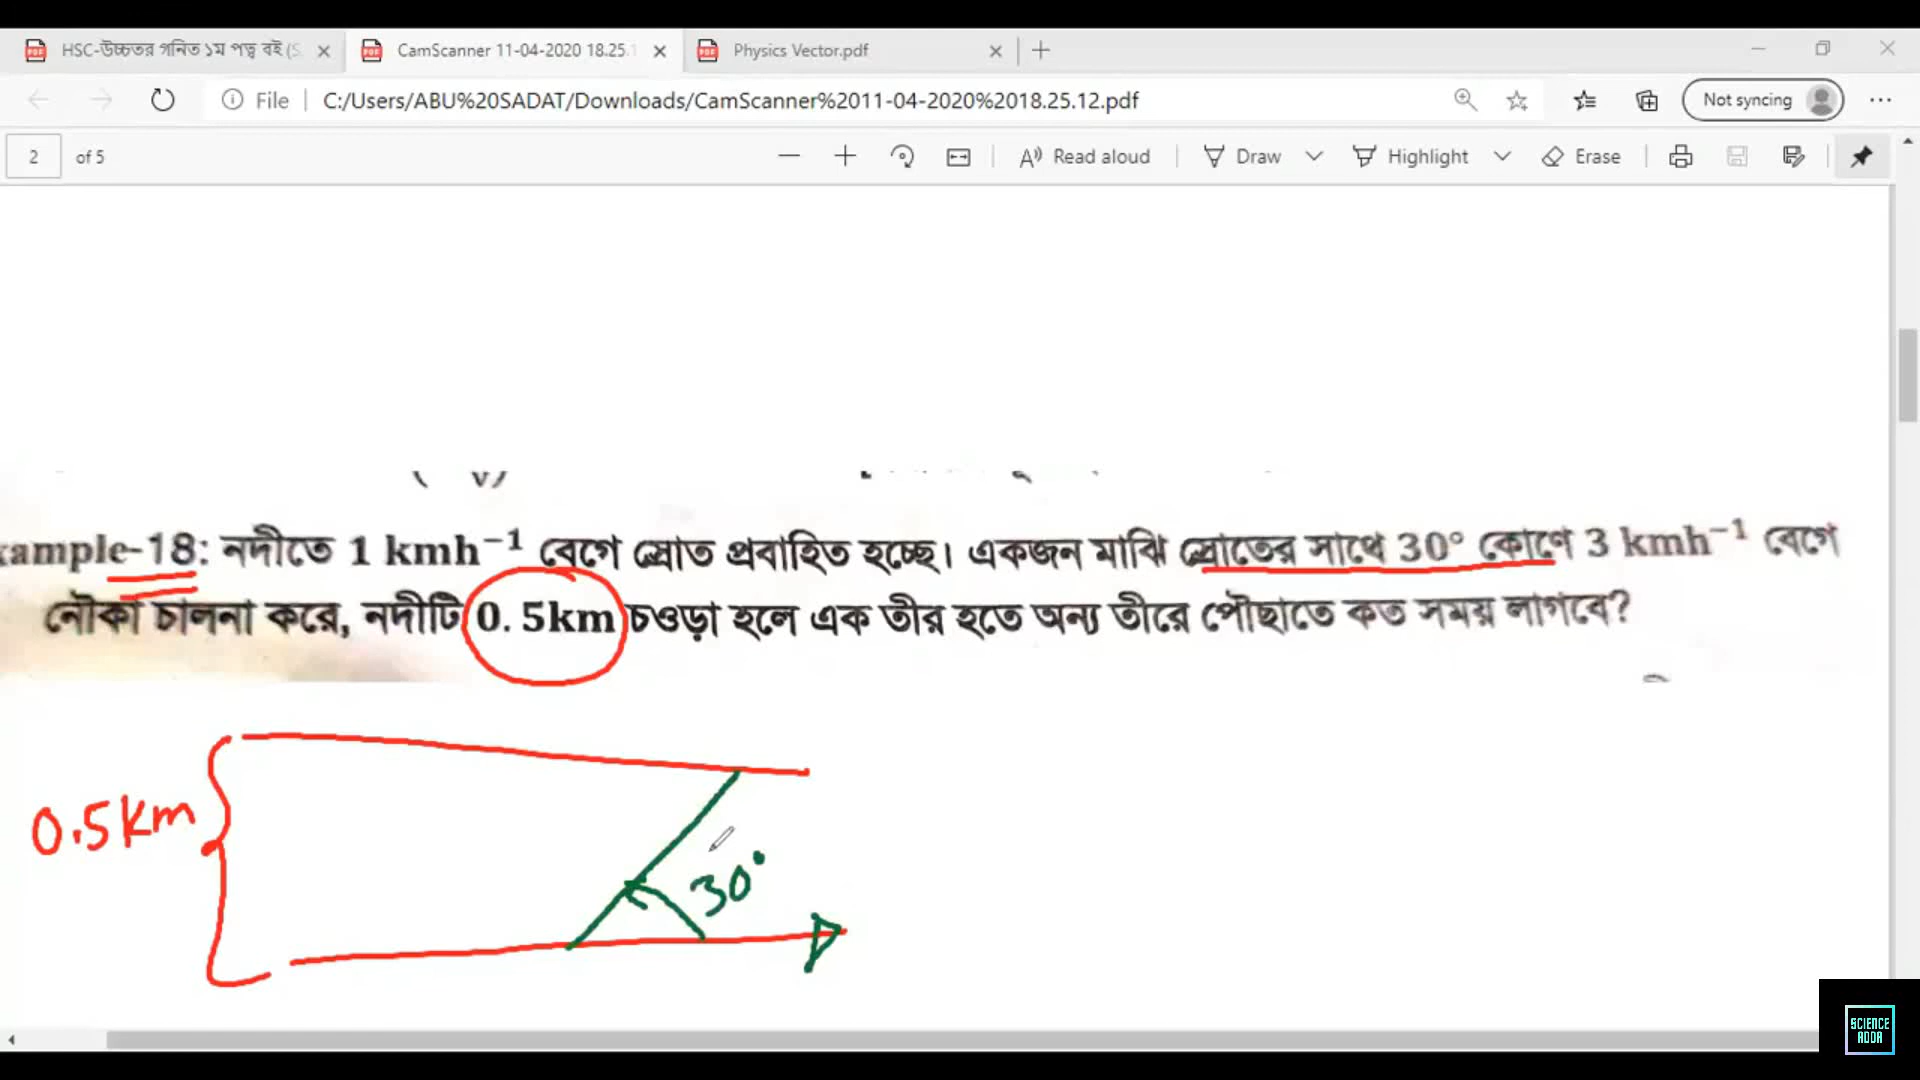 HSC-উচ্চতর গনিত ১ম পত্র বই (S
CamScanner 11-04-2020 18.25.1
Physics Vector.pdf
File
C:/Users/ABU%20SADAT/Downloads/CamScanner%2011-04-2020%2018.25.12.pdf
Not syncing
2 of 5
Read aloud
Draw
Highlight
Erase
xample-18: নদীতে 1 kmh⁻¹ বেগে স্রোত প্রবাহিত হচ্ছে। একজন মাঝি স্রোতের সাথে 30° কোণে 3 kmh⁻¹ বেগে
নৌকা চালনা করে, নদীটি 0. 5km চওড়া হলে এক তীর হতে অন্য তীরে পৌছাতে কত সময় লাগবে?
0.5km
30°
SCIENCE
ADDA